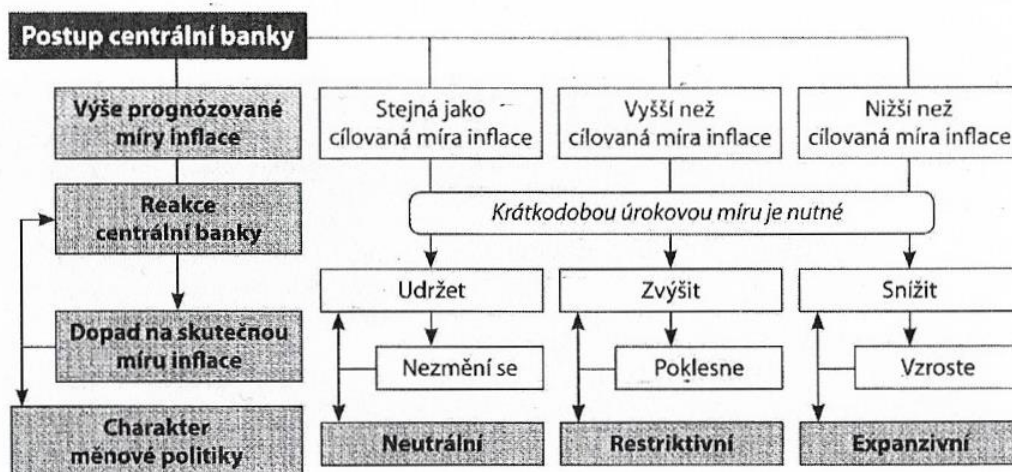 Postup centrální banky
Výše prognózované
míry inflace
Stejná jako
cílovaná míra inflace
Vyšší než
cílovaná míra inflace
Nižší než
cílovaná míra inflace
Reakce
centrální banky
Krátkodobou úrokovou míru je nutné
Udržet
Zvýšit
Snížit
Dopad na skutečnou
míru inflace
Nezmění se
Poklesne
Vzroste
Charakter
měnové politiky
Neutrální
Restriktivní
Expanzivní